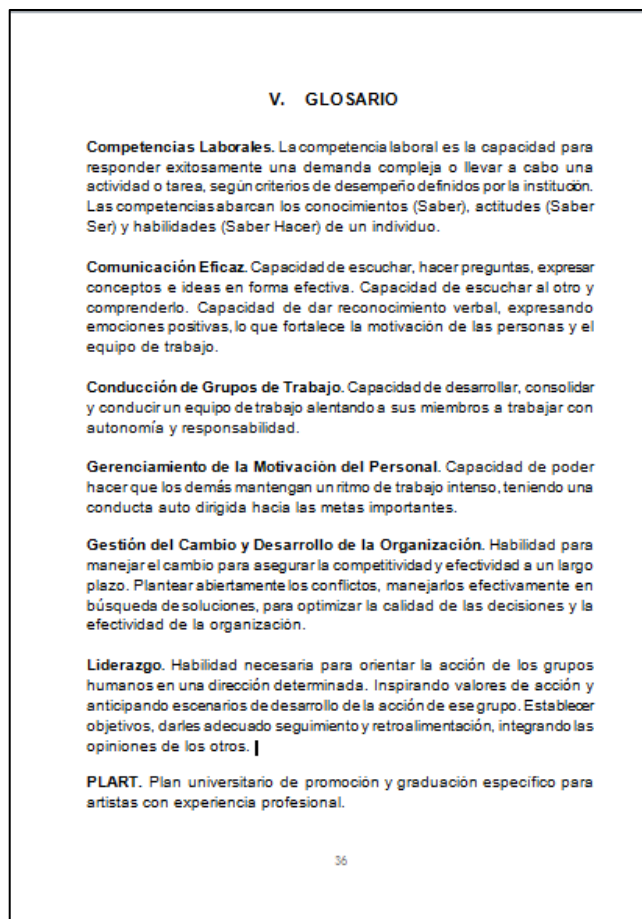 V. GLOSARIO
Competencias Laborales. La competencia laboral es la capacidad para
responder exitosamente una demanda compleja o llevar a cabo una
actividad o tarea, según criterios de desempeño definidos por la institución.
Las competencias abarcan los conocimientos (Saber), actitudes (Saber
Ser) y habilidades (Saber Hacer) de un individuo.
Comunicación Eficaz. Capacidad de escuchar, hacer preguntas, expresar
conceptos e ideas en forma efectiva. Capacidad de escuchar al otro y
comprenderlo. Capacidad de dar reconocimiento verbal, expresando
emociones positivas, lo que fortalece la motivación de las personas y el
equipo de trabajo.
Conducción de Grupos de Trabajo. Capacidad de desarrollar, consolidar
y conducir un equipo de trabajo alentando a sus miembros a trabajar con
autonomía y responsabilidad.
Gerenciamiento de la Motivación del Personal. Capacidad de poder
hacer que los demás mantengan un ritmo de trabajo intenso, teniendo una
conducta auto dirigida hacia las metas importantes.
Gestión del Cambio y Desarrollo de la Organización. Habilidad para
manejar el cambio para asegurar la competitividad y efectividad a un largo
plazo. Plantear abiertamente los conflictos, manejarlos efectivamente en
búsqueda de soluciones, para optimizar la calidad de las decisiones y la
efectividad de la organización.
Liderazgo. Habilidad necesaria para orientar la acción de los grupos
humanos en una dirección determinada. Inspirando valores de acción y
anticipando escenarios de desarrollo de la acción de ese grupo. Establecer
objetivos, darles adecuado seguimiento y retroalimentación, integrando las
opiniones de los otros.
PLART. Plan universitario de promoción y graduación específico para
artistas con experiencia profesional.
36